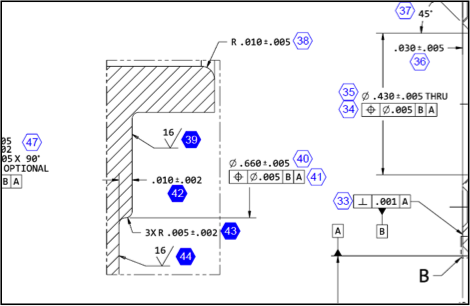 37
45°
R .010±.005 38
.030±.005
36
35 Ø .430±.005 THRU
34 ⌖ Ø.005 B A
16
39
05 47
02
05 X 90°
OPTIONAL
B A
Ø .660±.005 40
⌖ Ø.005 B A 41
.010±.002
42
33 ⊥ .001 A
3X R .005±.002 43
A
B
16
44
B